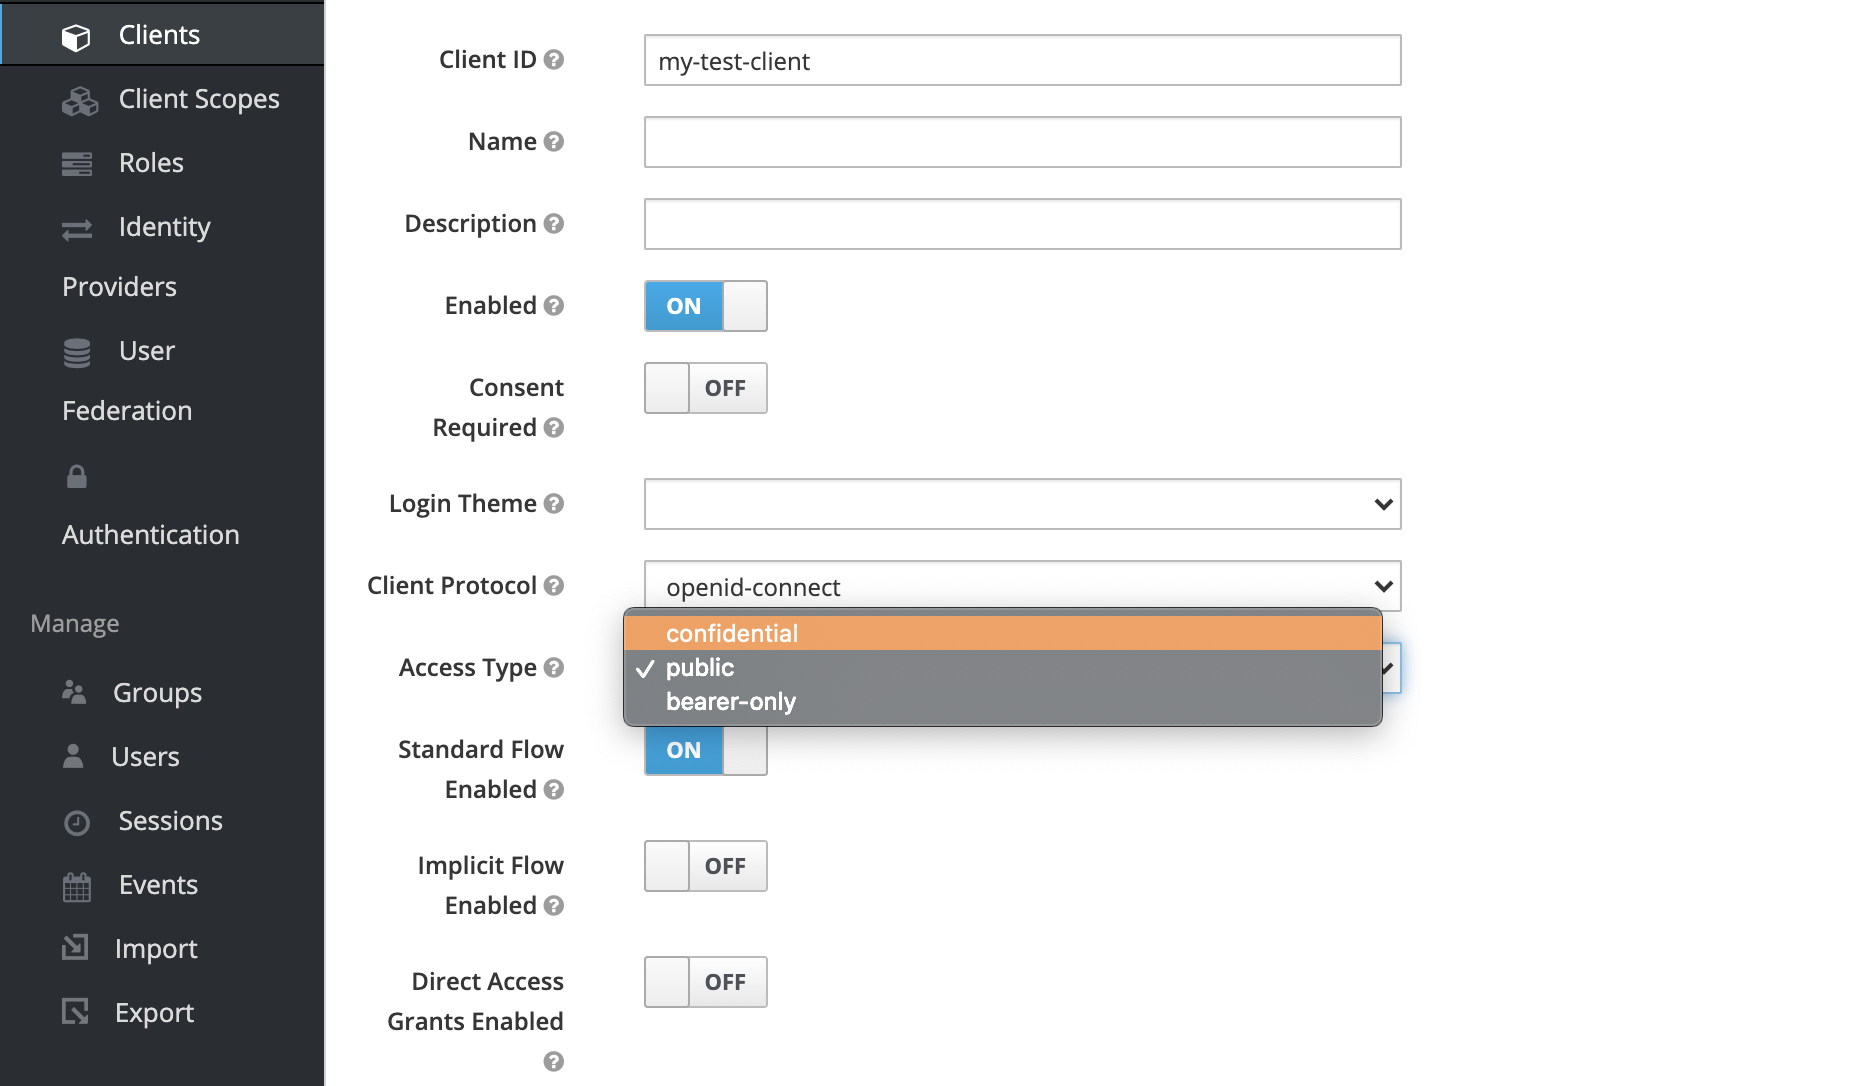 Clients
Client Scopes
Roles
Identity
Providers
User
Federation
Authentication
Manage
Groups
Users
Sessions
Events
Import
Export
Client ID
my-test-client
Name
Description
Enabled
ON
Consent
Required
OFF
Login Theme
Client Protocol
openid-connect
Access Type
confidential
public
bearer-only
Standard Flow
Enabled
ON
Implicit Flow
Enabled
OFF
Direct Access
Grants Enabled
OFF